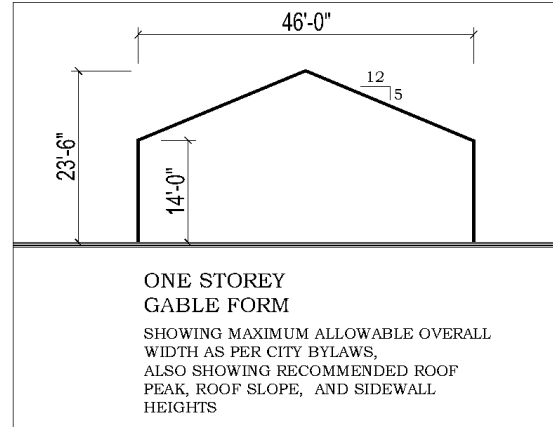 46'-0"
12
5
23'-6"
14'-0"
ONE STOREY
GABLE FORM
SHOWING MAXIMUM ALLOWABLE OVERALL
WIDTH AS PER CITY BYLAWS,
ALSO SHOWING RECOMMENDED ROOF
PEAK, ROOF SLOPE, AND SIDEWALL
HEIGHTS